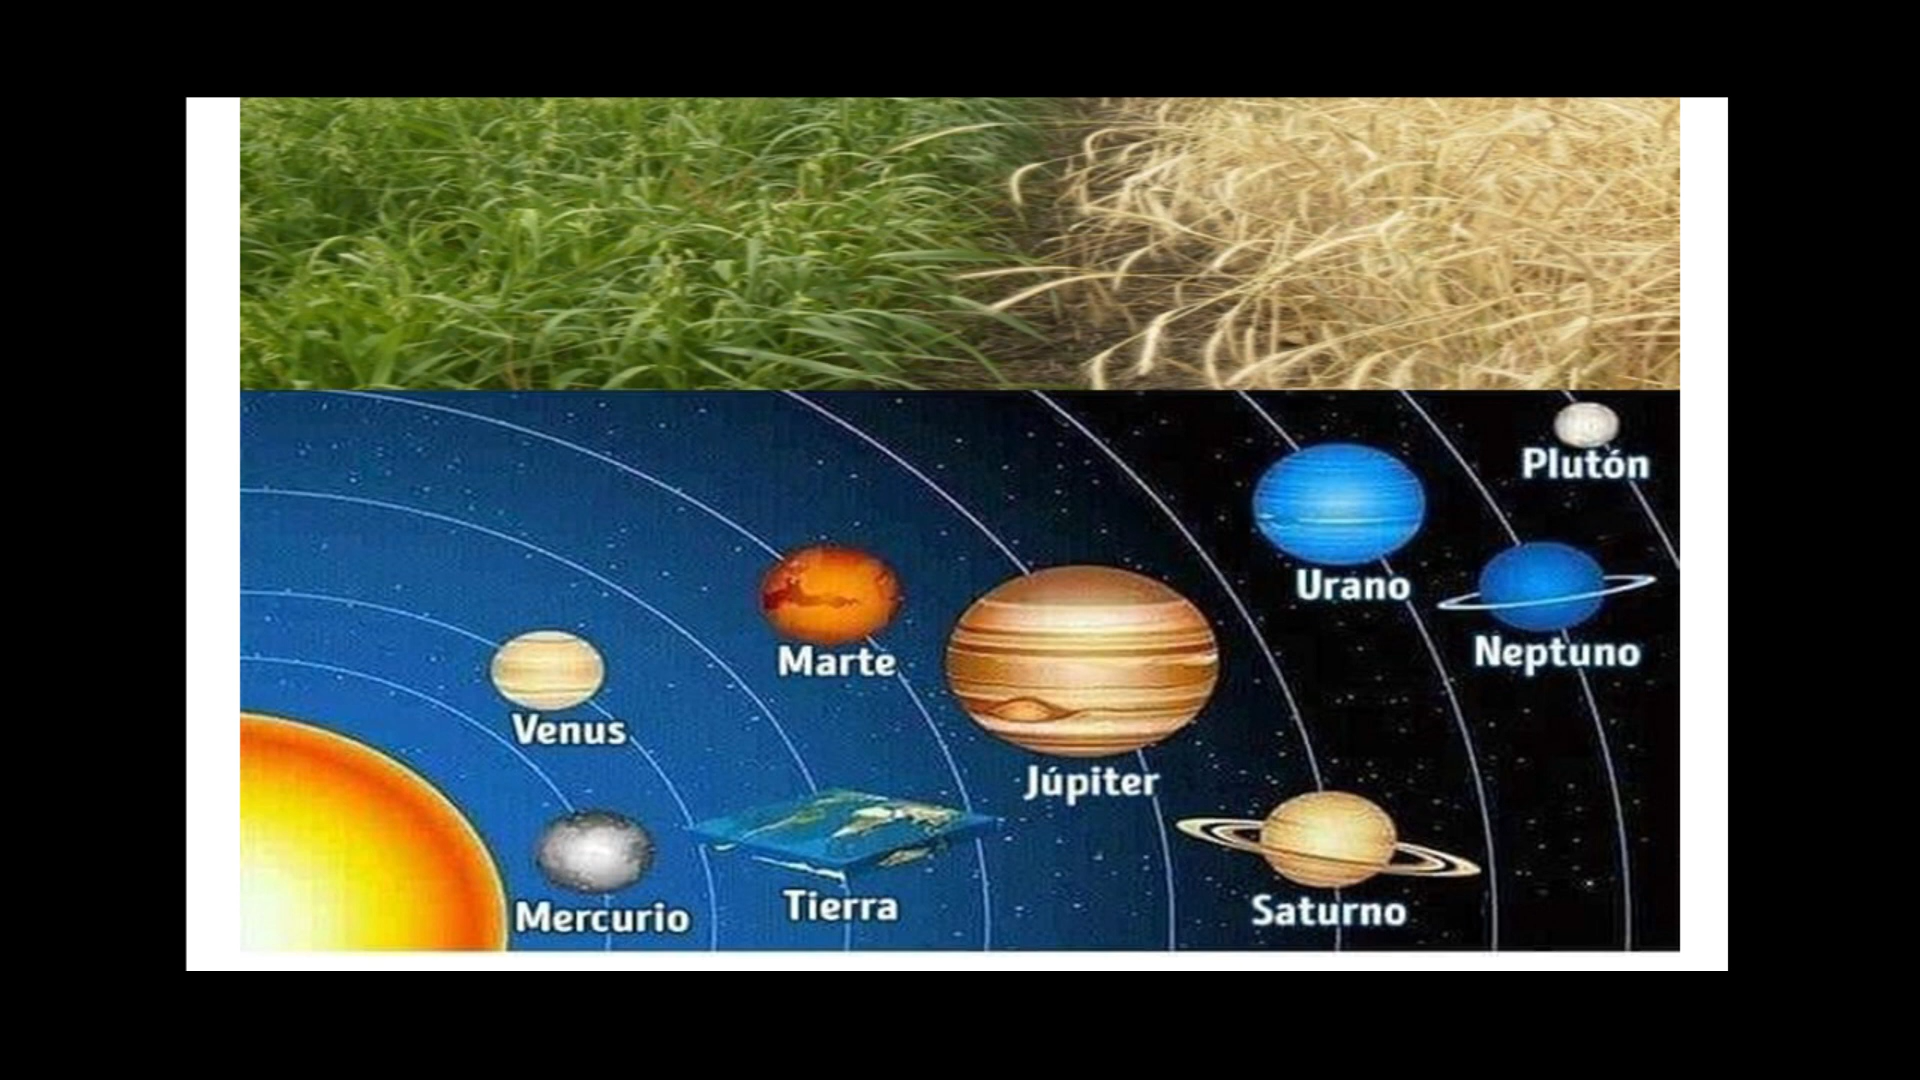 Plutón
Urano
Neptuno
Marte
Venus
Júpiter
Tierra
Mercurio
Saturno